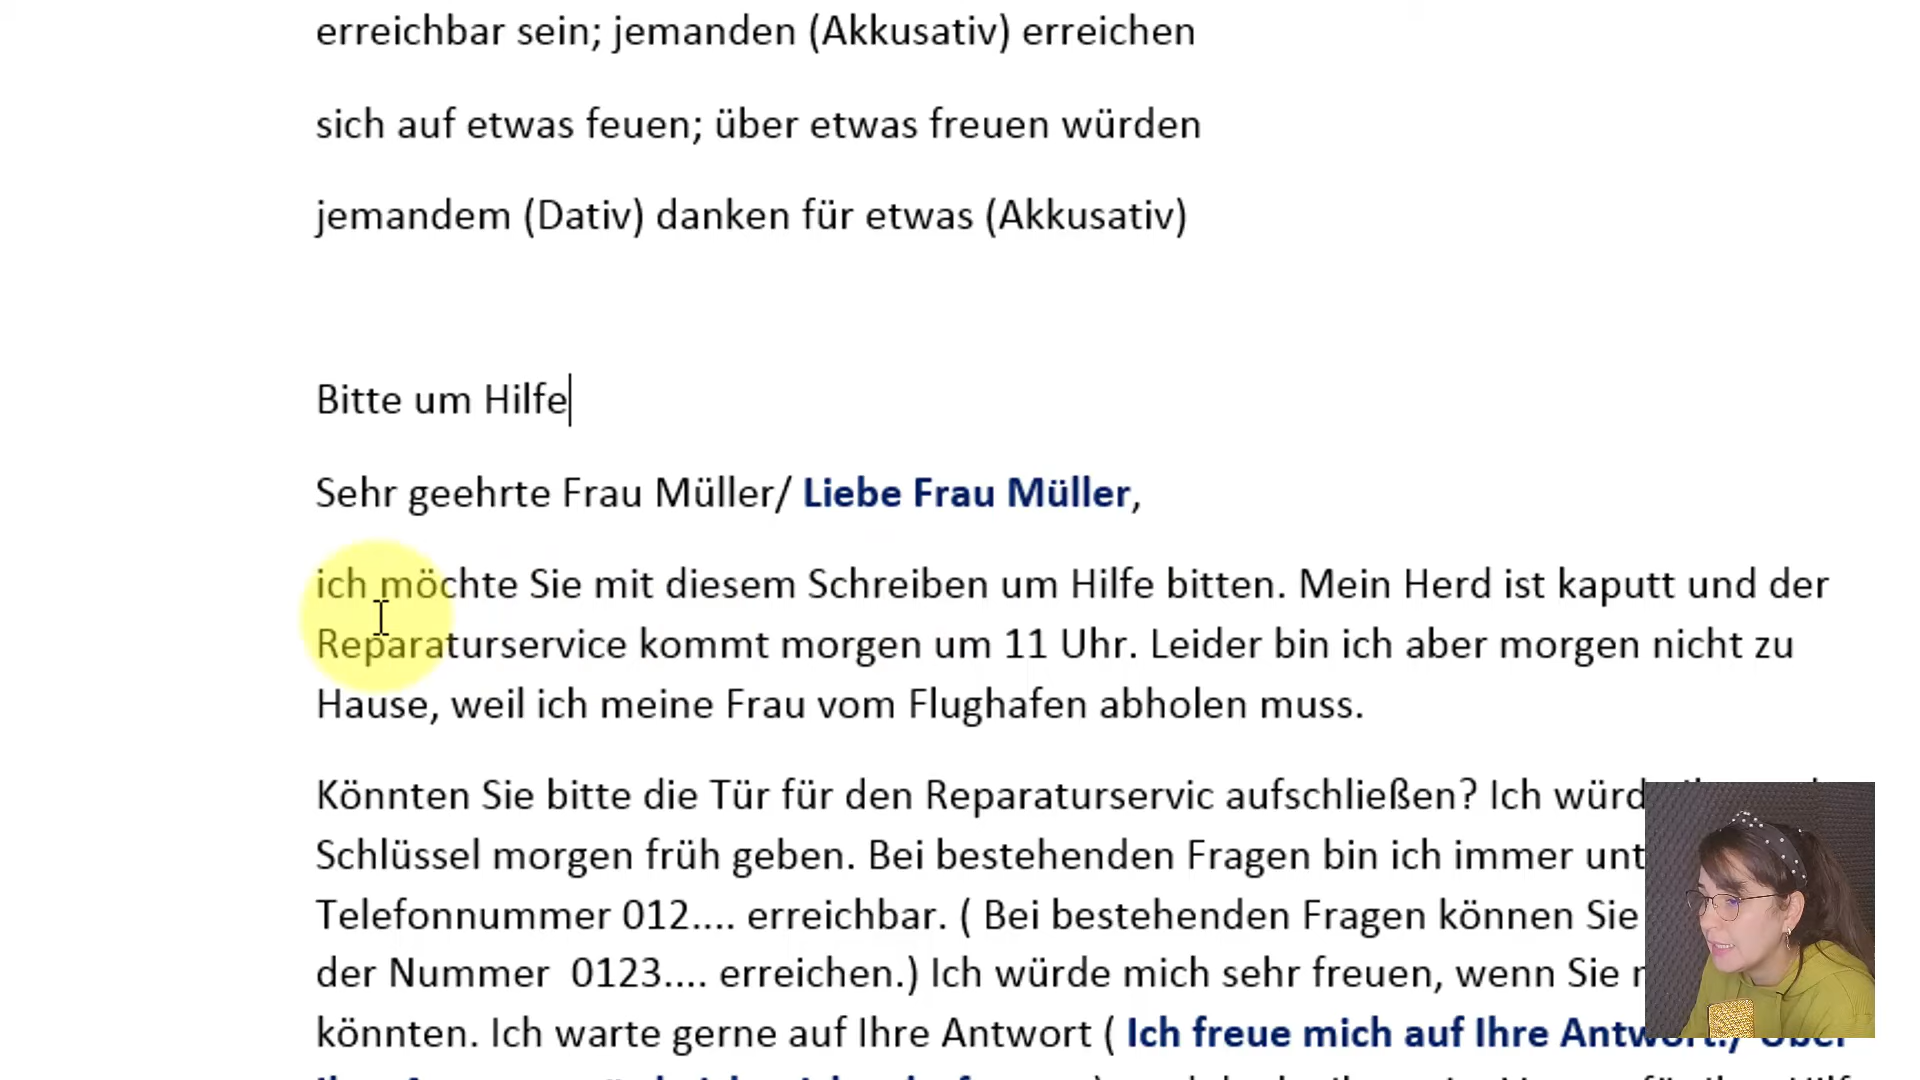 erreichbar sein; jemanden (Akkusativ) erreichen
sich auf etwas feuen; über etwas freuen würden
jemandem (Dativ) danken für etwas (Akkusativ)
Bitte um Hilfe
Sehr geehrte Frau Müller/ Liebe Frau Müller,
ich möchte Sie mit diesem Schreiben um Hilfe bitten. Mein Herd ist kaputt und der
Reparaturservice kommt morgen um 11 Uhr. Leider bin ich aber morgen nicht zu
Hause, weil ich meine Frau vom Flughafen abholen muss.
Könnten Sie bitte die Tür für den Reparaturservic aufschließen? Ich
Schlüssel morgen früh geben. Bei bestehenden Fragen bin ich immer
Telefonnummer 012.... erreichbar. ( Bei bestehenden Fragen können Sie
der Nummer 0123.... erreichen.) Ich würde mich sehr freuen, wenn Sie
könnten. Ich warte gerne auf Ihre Antwort ( Ich freue mich auf Ihre